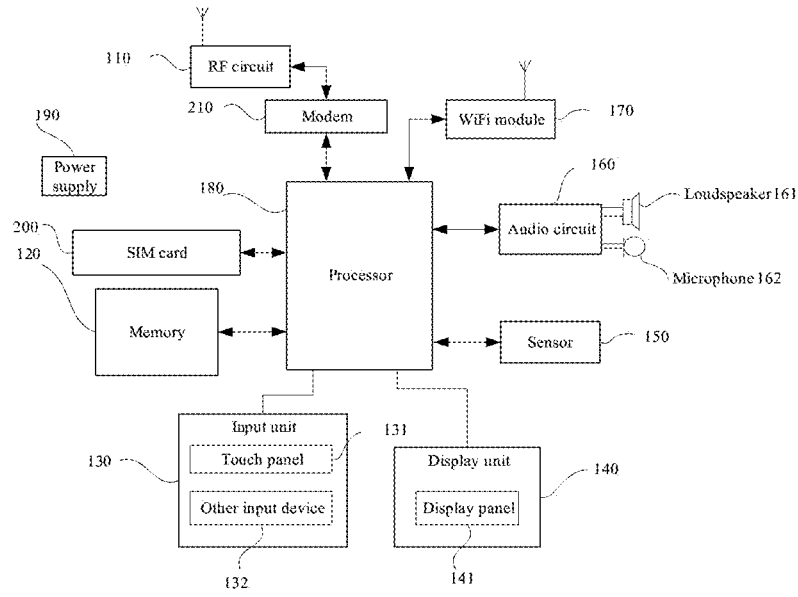 110
RF circuit
210
Modem
WiFi module
170
190
Power
supply
180
160
Loudspeaker 161
Audio circuit
200
SIM card
Processor
Microphone 162
120
Memory
Sensor
150
Input unit
131
130
Touch panel
Display unit
140
Other input device
Display panel
132
141